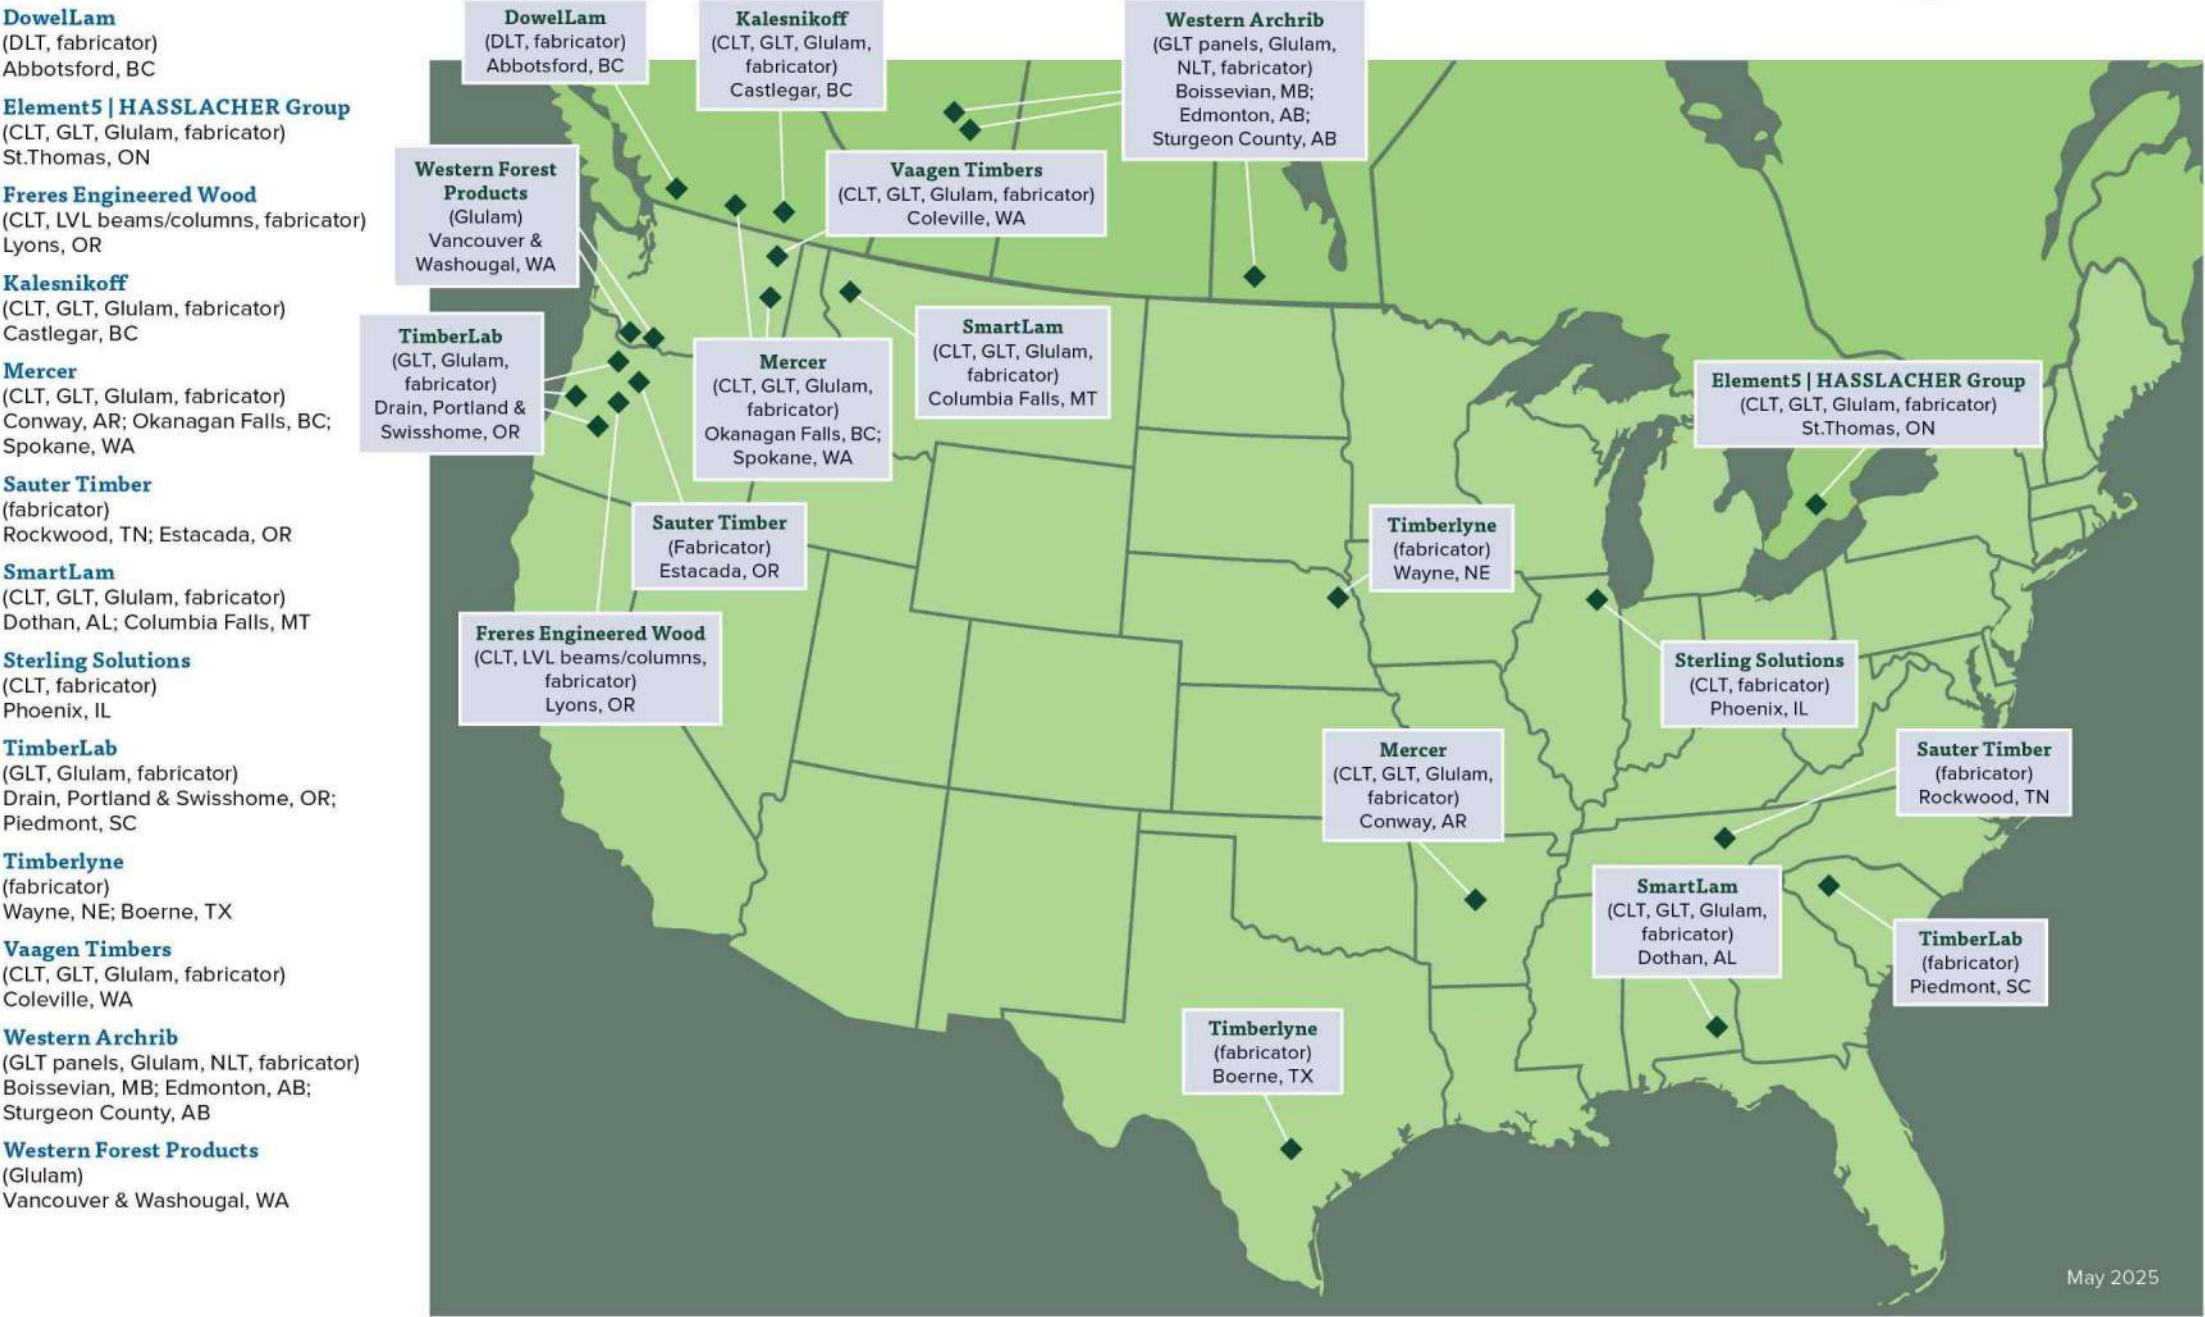 DowelLam
(DLT, fabricator)
Abbotsford, BC
Element5 | HASSLACHER Group
(CLT, GLT, Glulam, fabricator)
St.Thomas, ON
Freres Engineered Wood
(CLT, LVL beams/columns, fabricator)
Lyons, OR
Kalesnikoff
(CLT, GLT, Glulam, fabricator)
Castlegar, BC
Mercer
(CLT, GLT, Glulam, fabricator)
Conway, AR; Okanagan Falls, BC;
Spokane, WA
Sauter Timber
(fabricator)
Rockwood, TN; Estacada, OR
SmartLam
(CLT, GLT, Glulam, fabricator)
Dothan, AL; Columbia Falls, MT
Sterling Solutions
(CLT, fabricator)
Phoenix, IL
TimberLab
(GLT, Glulam, fabricator)
Drain, Portland & Swisshome, OR;
Piedmont, SC
Timberlyne
(fabricator)
Wayne, NE; Boerne, TX
Vaagen Timbers
(CLT, GLT, Glulam, fabricator)
Coleville, WA
Western Archrib
(GLT panels, Glulam, NLT, fabricator)
Boissevian, MB; Edmonton, AB;
Sturgeon County, AB
Western Forest Products
(Glulam)
Vancouver & Washougal, WA
DowelLam
(DLT, fabricator)
Abbotsford, BC
Kalesnikoff
(CLT, GLT, Glulam,
fabricator)
Castlegar, BC
Western Archrib
(GLT panels, Glulam,
NLT, fabricator)
Boissevian, MB;
Edmonton, AB;
Sturgeon County, AB
Western Forest
Products
(Glulam)
Vancouver &
Washougal, WA
Vaagen Timbers
(CLT, GLT, Glulam, fabricator)
Coleville, WA
TimberLab
(GLT, Glulam,
fabricator)
Drain, Portland &
Swisshome, OR
Mercer
(CLT, GLT, Glulam,
fabricator)
Okanagan Falls, BC;
Spokane, WA
SmartLam
(CLT, GLT, Glulam,
fabricator)
Columbia Falls, MT
Element5 | HASSLACHER Group
(CLT, GLT, Glulam, fabricator)
St.Thomas, ON
Sauter Timber
(Fabricator)
Estacada, OR
Timberlyne
(fabricator)
Wayne, NE
Freres Engineered Wood
(CLT, LVL beams/columns,
fabricator)
Lyons, OR
Sterling Solutions
(CLT, fabricator)
Phoenix, IL
Mercer
(CLT, GLT, Glulam,
fabricator)
Conway, AR
Sauter Timber
(fabricator)
Rockwood, TN
SmartLam
(CLT, GLT, Glulam,
fabricator)
Dothan, AL
TimberLab
(fabricator)
Piedmont, SC
Timberlyne
(fabricator)
Boerne, TX
May 2025